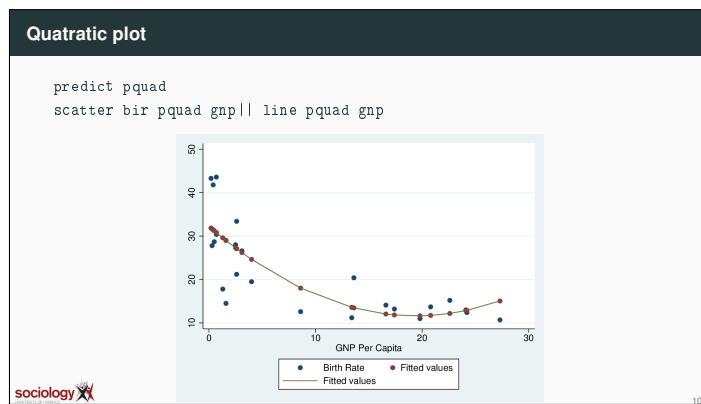 Quatratic plot
predict pquad
scatter bir pquad gnp|| line pquad gnp
50
40
30
20
10
0 10 20 30
GNP Per Capita
Birth Rate Fitted values
Fitted values
sociology
10